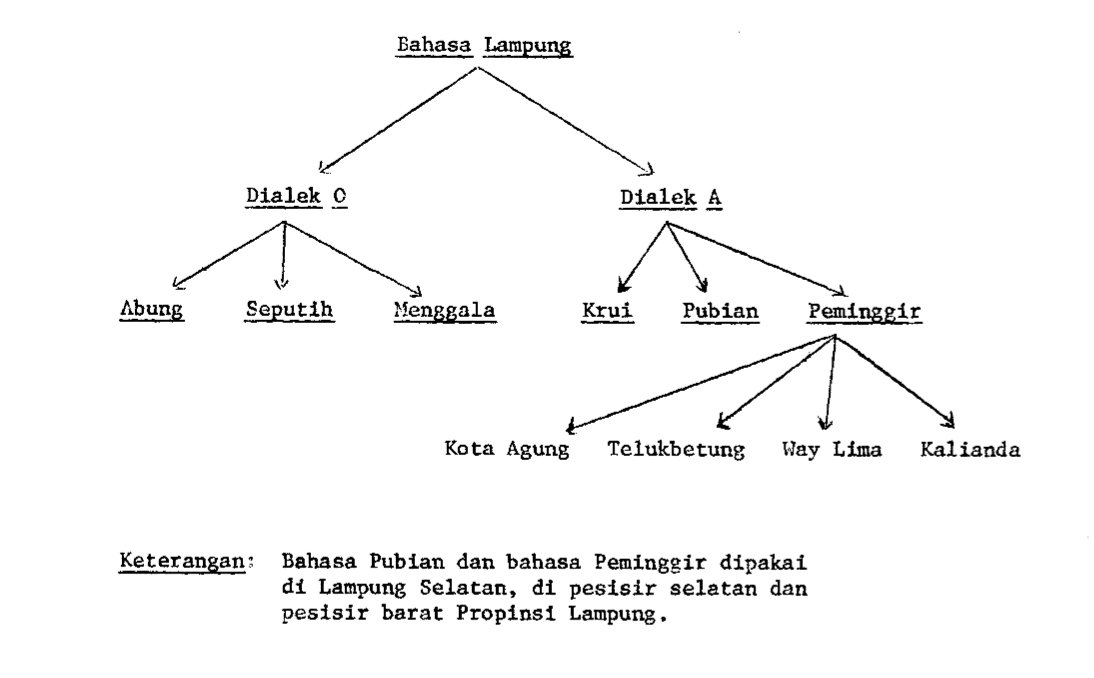 Bahasa Lampung
Dialek O
Dialek A
Abung
Seputih
Menggala
Krui
Pubian
Peminggir
Kota Agung
Telukbetung
Way Lima
Kalianda
Keterangan: Bahasa Pubian dan bahasa Peminggir dipakai
di Lampung Selatan, di pesisir selatan dan
pesisir barat Propinsi Lampung.